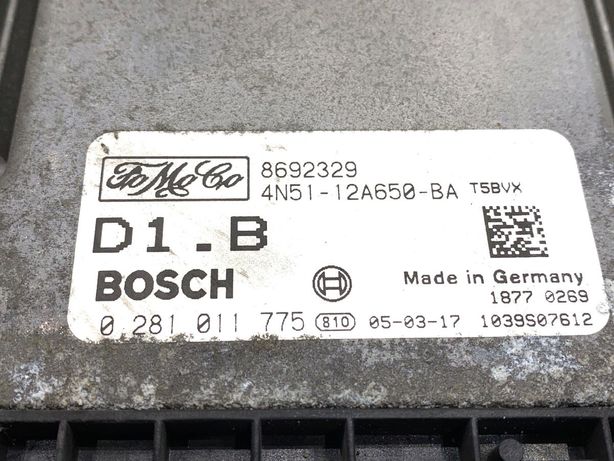 FoMoCo
8692329
4N51-12A650-BA T5BVX
D1.B
BOSCH
Made in Germany
1877 0269
0 281 011 775 810 05-03-17 1039S07612